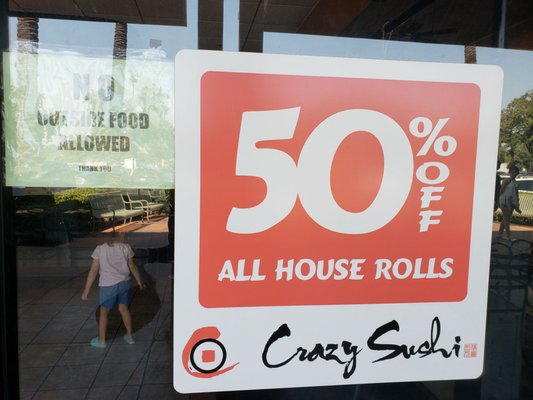 NO
OUTSIDE FOOD
ALLOWED
THANK YOU
50% OFF
ALL HOUSE ROLLS
Crazy Sushi